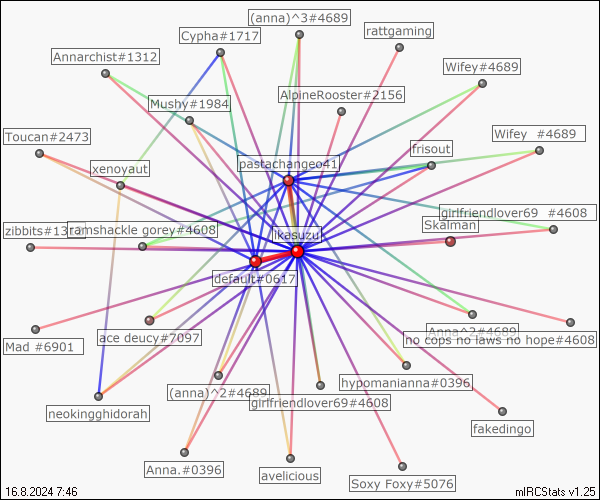 (anna)^3#4689
Cypha#1717
rattgaming
Annarchist#1312
Wifey#4689
AlpineRooster#2156
Mushy#1984
Toucan#2473
Wifey #4689
frisout
pastachangeo41
xenoyaut
girlfriendlover69 #4608
Skalman
ramshackle gorey#4608
zibbits#1312
likasuzu
default#0617
Anna^2#4689
ace deucy#7097
no cops no laws no hope#4608
Mad #6901
hypomanianna#0396
(anna)^2#4689
girlfriendlover69#4608
neokingghidorah
fakedingo
Anna.#0396
avelicious
Soxy Foxy#5076
16.8.2024 7:46
mIRCStats v1.25